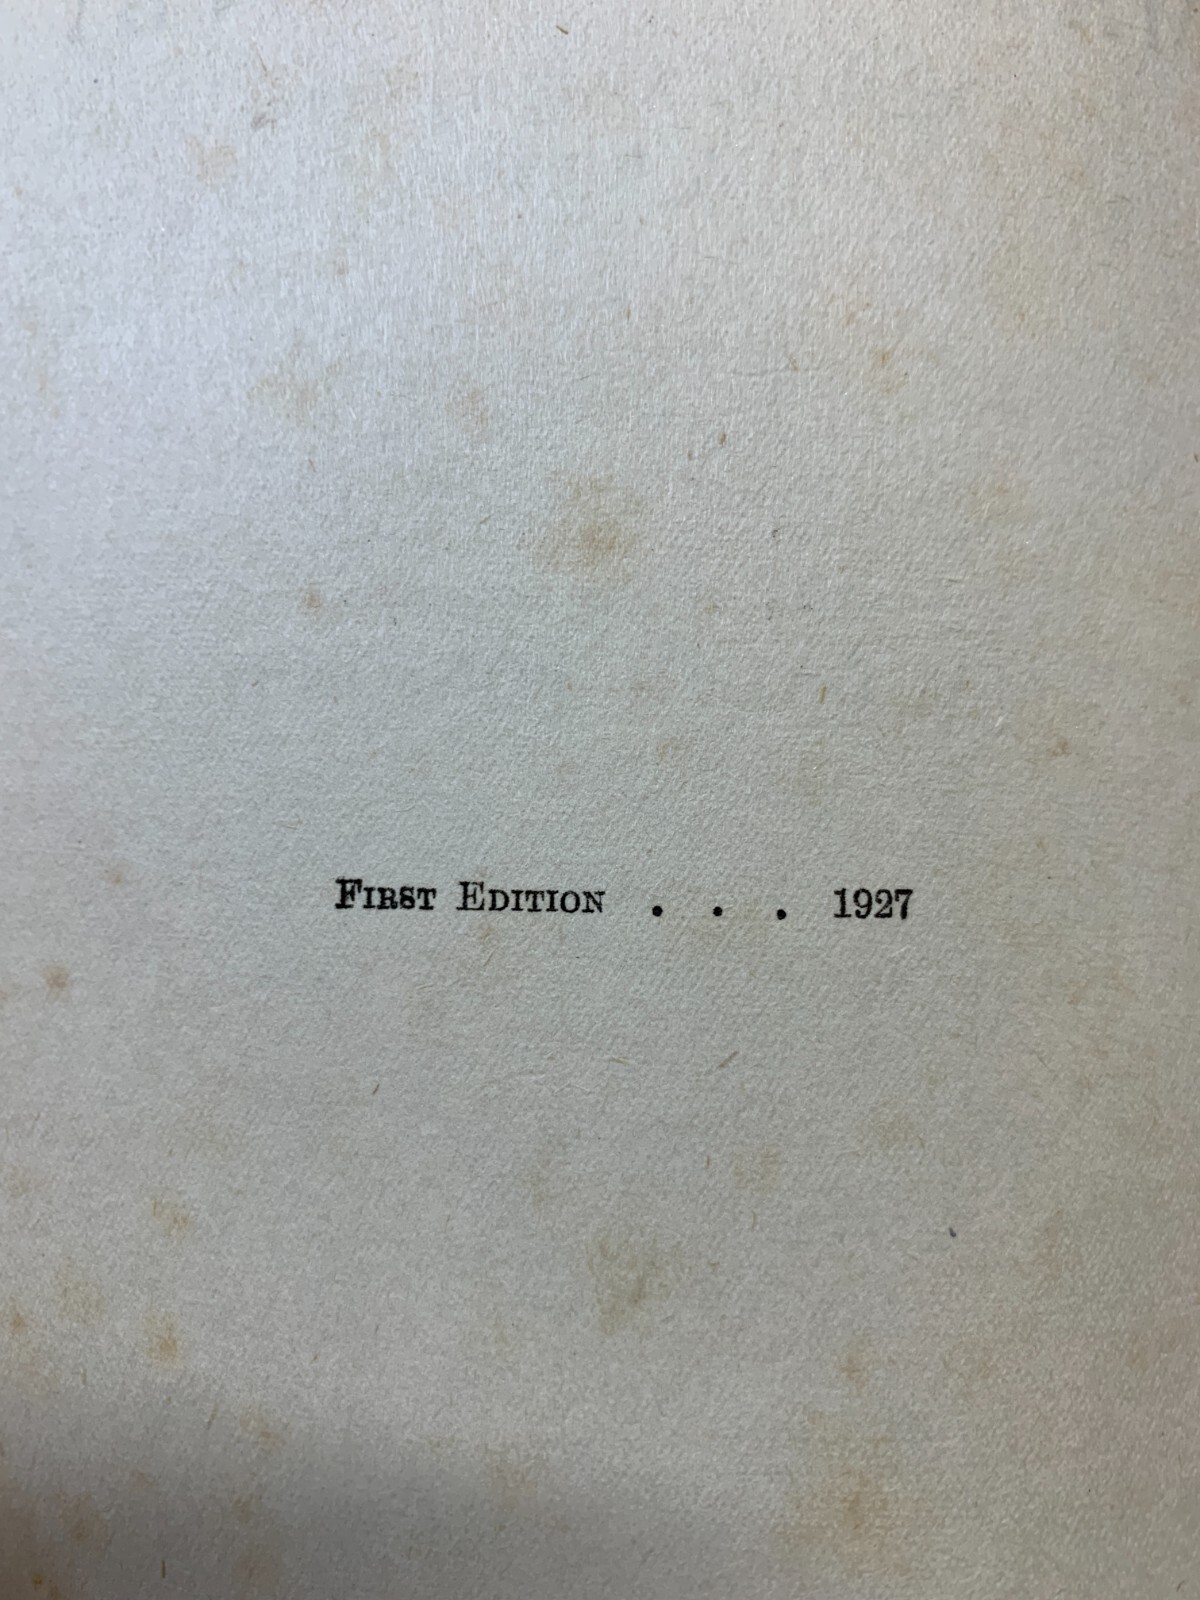 First Edition . . . 1927